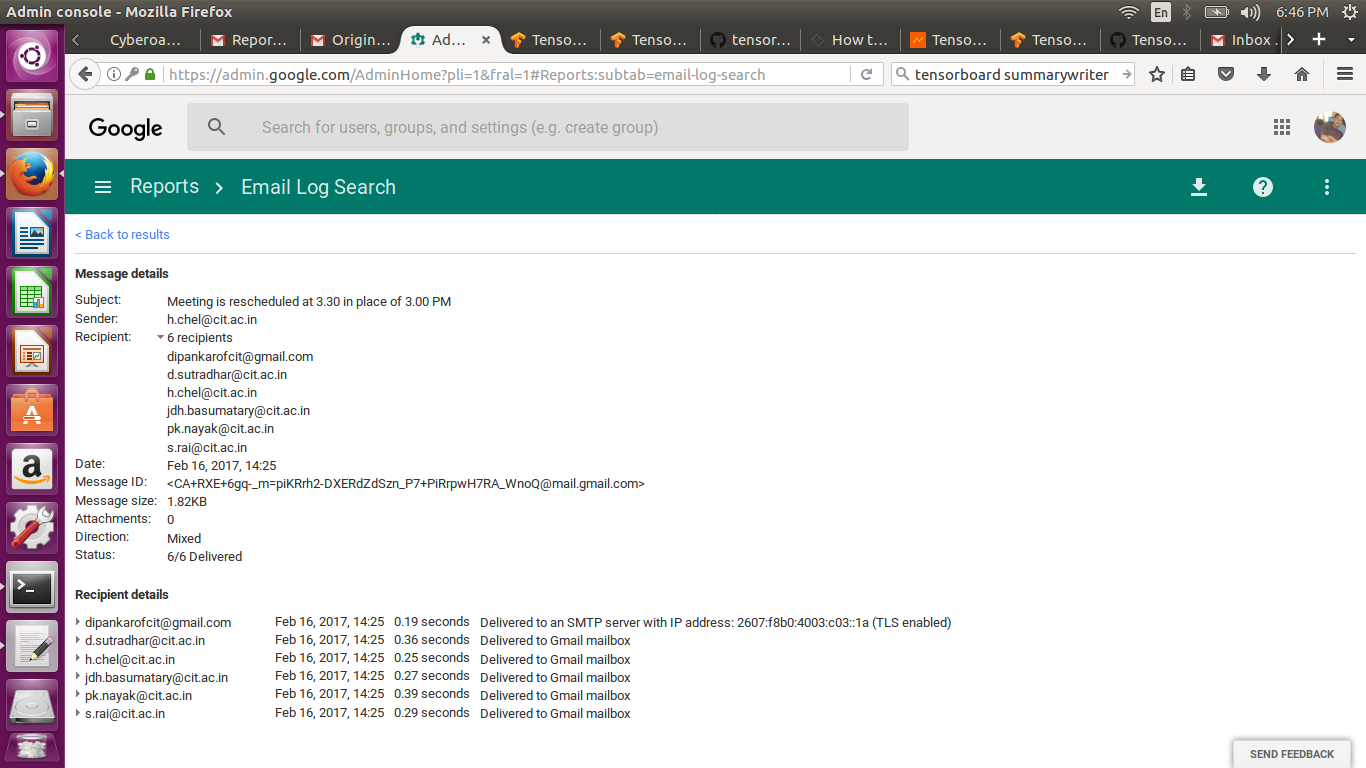 Admin console - Mozilla Firefox
En
6:46 PM
Cyberoa...
Repor...
Origin...
Ad...
Tenso...
Tenso...
tensor...
How t...
Tenso...
Tenso...
Tenso...
Inbox
https://admin.google.com/AdminHome?pli=1&fral=1#Reports:subtab=email-log-search
tensorboard summarywriter
Google
Search for users, groups, and settings (e.g. create group)
Reports
Email Log Search
< Back to results
Message details
Subject: Meeting is rescheduled at 3.30 in place of 3.00 PM
Sender: h.chel@cit.ac.in
Recipient: 6 recipients
dipankarofcit@gmail.com
d.sutradhar@cit.ac.in
h.chel@cit.ac.in
jdh.basumatary@cit.ac.in
pk.nayak@cit.ac.in
s.rai@cit.ac.in
Date: Feb 16, 2017, 14:25
Message ID: <CA+RXE+6gq-_m=piKRrh2-DXERdZdSzn_P7+PiRrpwH7RA_WnoQ@mail.gmail.com>
Message size: 1.82KB
Attachments: 0
Direction: Mixed
Status: 6/6 Delivered
Recipient details
dipankarofcit@gmail.com Feb 16, 2017, 14:25 0.19 seconds Delivered to an SMTP server with IP address: 2607:f8b0:4003:c03::1a (TLS enabled)
d.sutradhar@cit.ac.in Feb 16, 2017, 14:25 0.36 seconds Delivered to Gmail mailbox
h.chel@cit.ac.in Feb 16, 2017, 14:25 0.25 seconds Delivered to Gmail mailbox
jdh.basumatary@cit.ac.in Feb 16, 2017, 14:25 0.27 seconds Delivered to Gmail mailbox
pk.nayak@cit.ac.in Feb 16, 2017, 14:25 0.39 seconds Delivered to Gmail mailbox
s.rai@cit.ac.in Feb 16, 2017, 14:25 0.29 seconds Delivered to Gmail mailbox
SEND FEEDBACK